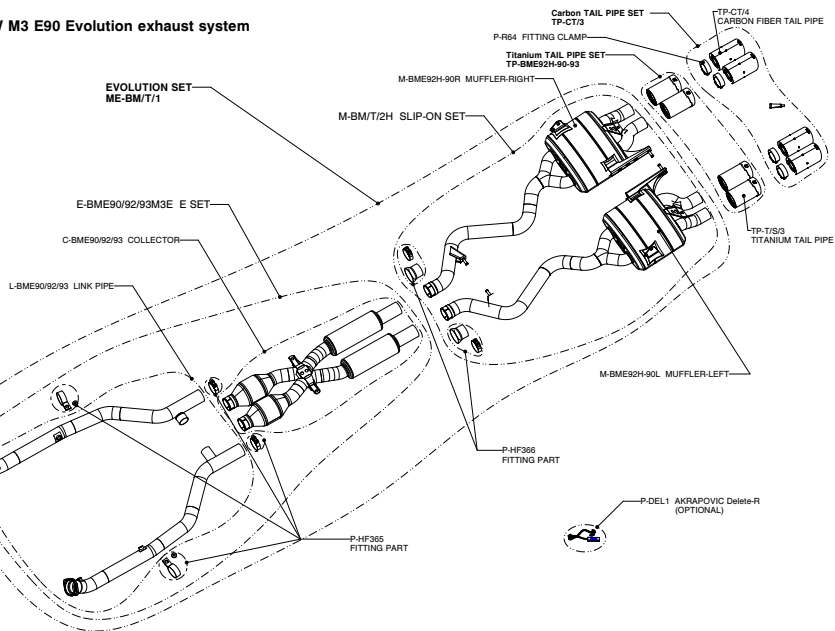 / M3 E90 Evolution exhaust system
Carbon TAIL PIPE SET
TP-CT/3
TP-CT/4
CARBON FIBER TAIL PIPE
P-R64 FITTING CLAMP
Titanium TAIL PIPE SET
TP-BME92H-90-93
M-BME92H-90R MUFFLER-RIGHT
EVOLUTION SET
ME-BM/T/1
M-BM/T/2H SLIP-ON SET
E-BME90/92/93M3E E SET
C-BME90/92/93 COLLECTOR
TP-T/S/3
TITANIUM TAIL PIPE
L-BME90/92/93 LINK PIPE
M-BME92H-90L MUFFLER-LEFT
P-HF366
FITTING PART
P-DEL1 AKRAPOVIC Delete-R
(OPTIONAL)
P-HF365
FITTING PART